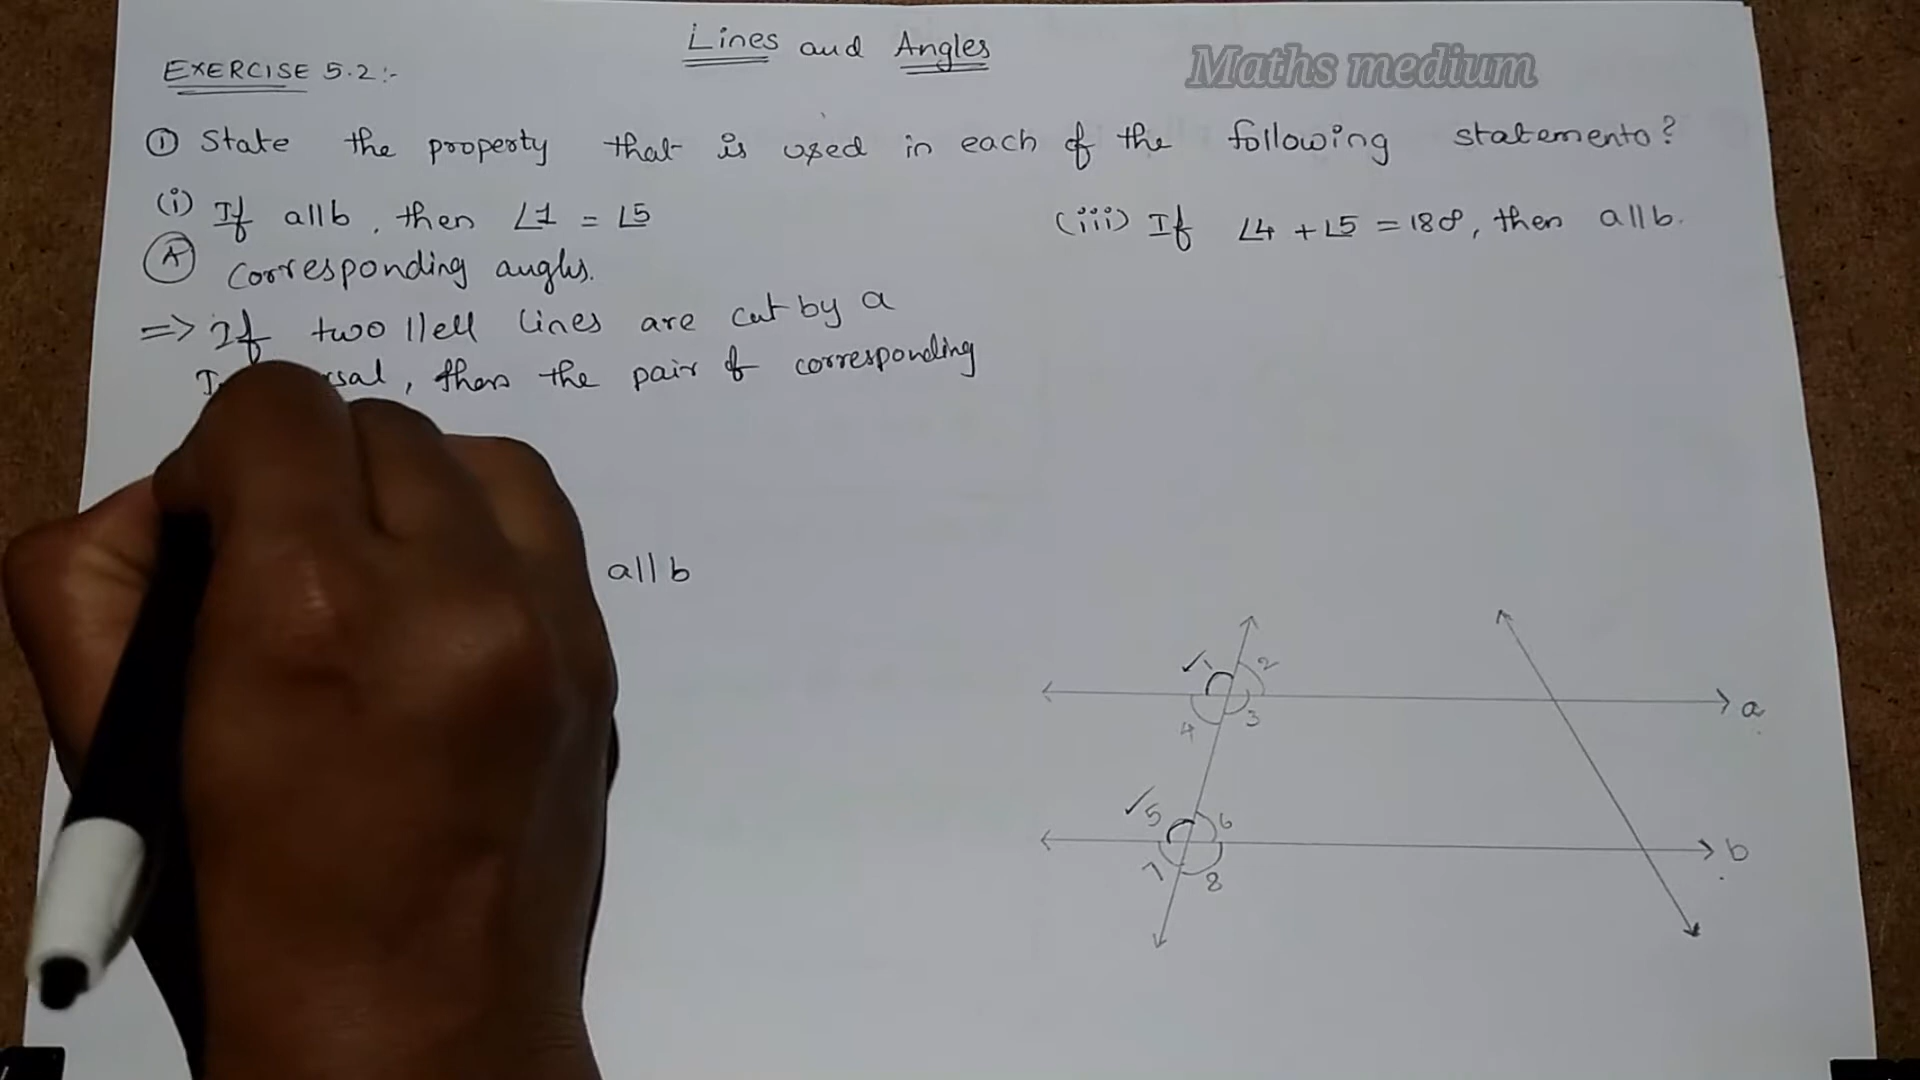 Lines and Angles
Maths medium
EXERCISE 5.2:-
① State the property that is used in each of the following statements?
(i) If a||b, then ∠1 = ∠5
Ⓐ Corresponding angles.
=> If two ||ell lines are cut by a
, then the pair of corresponding
a||b
(iii) If ∠4 + ∠5 = 180, then a||b.
1 2
a
4 3
5 6
b
7 8